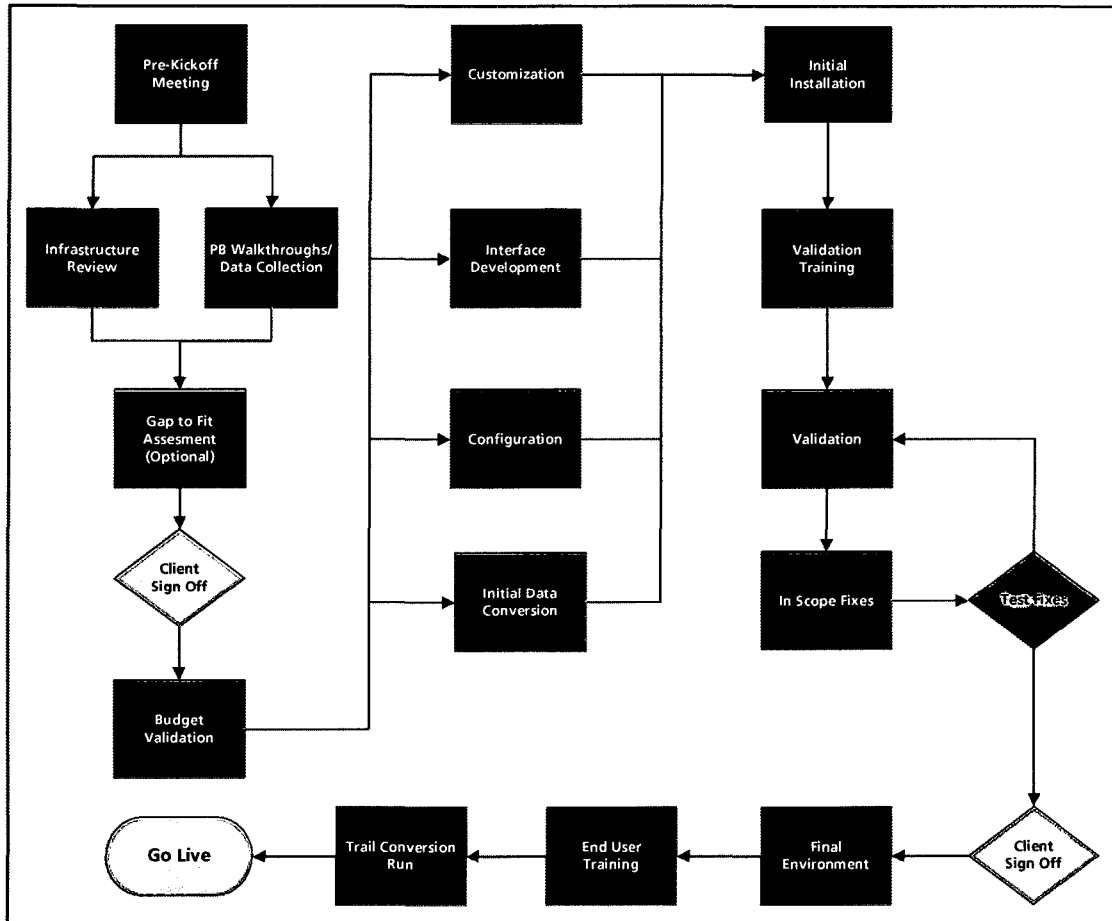 Pre-Kickoff
Meeting
Infrastructure
Review
PB Walkthroughs/
Data Collection
Gap to Fit
Assesment
(Optional)
Client
Sign Off
Budget
Validation
Customization
Interface
Development
Configuration
Initial Data
Conversion
Initial
Installation
Validation
Training
Validation
In Scope Fixes
Test Fixes
Client
Sign Off
Final
Environment
End User
Training
Trail Conversion
Run
Go Live